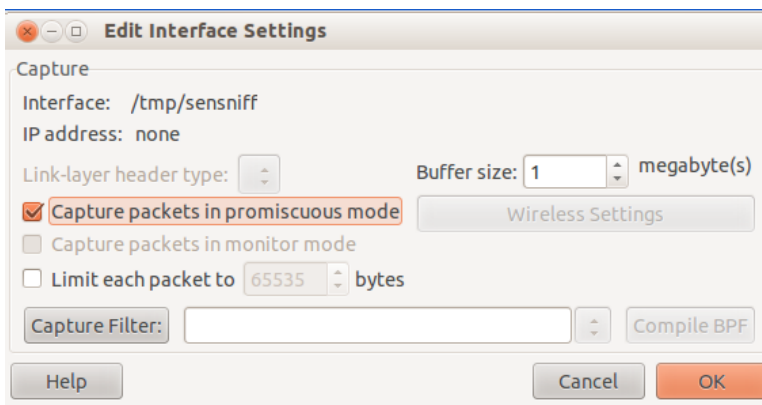 Edit Interface Settings
Capture
Interface: /tmp/sensniff
IP address: none
Link-layer header type:
Buffer size: 1 megabyte(s)
Capture packets in promiscuous mode
Wireless Settings
Capture packets in monitor mode
Limit each packet to 65535 bytes
Capture Filter:
Compile BPF
Help
Cancel
OK